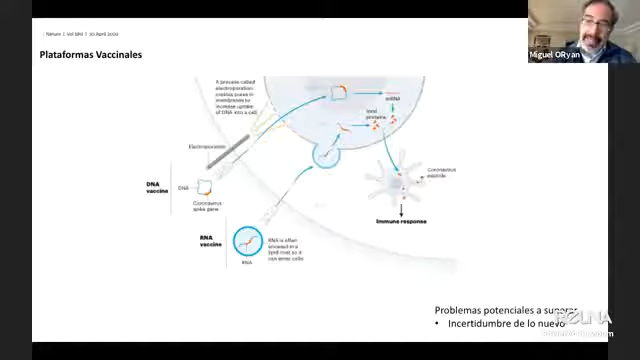 Nature | Vol 580 | 30 April 2020
Miguel ORyan
Plataformas Vaccinales
A process called
electroporation
creates pores in
membranes to
increase uptake
of DNA into a cell
mRNA
Viral
proteins
Electroporation
Coronavirus
peptide
DNA
vaccine
DNA
Coronavirus
spike gene
Immune response
RNA
vaccine
RNA is often
encased in a
lipid coat so it
can enter cells
RNA
Problemas potenciales a superar
• Incertidumbre de lo nuevo